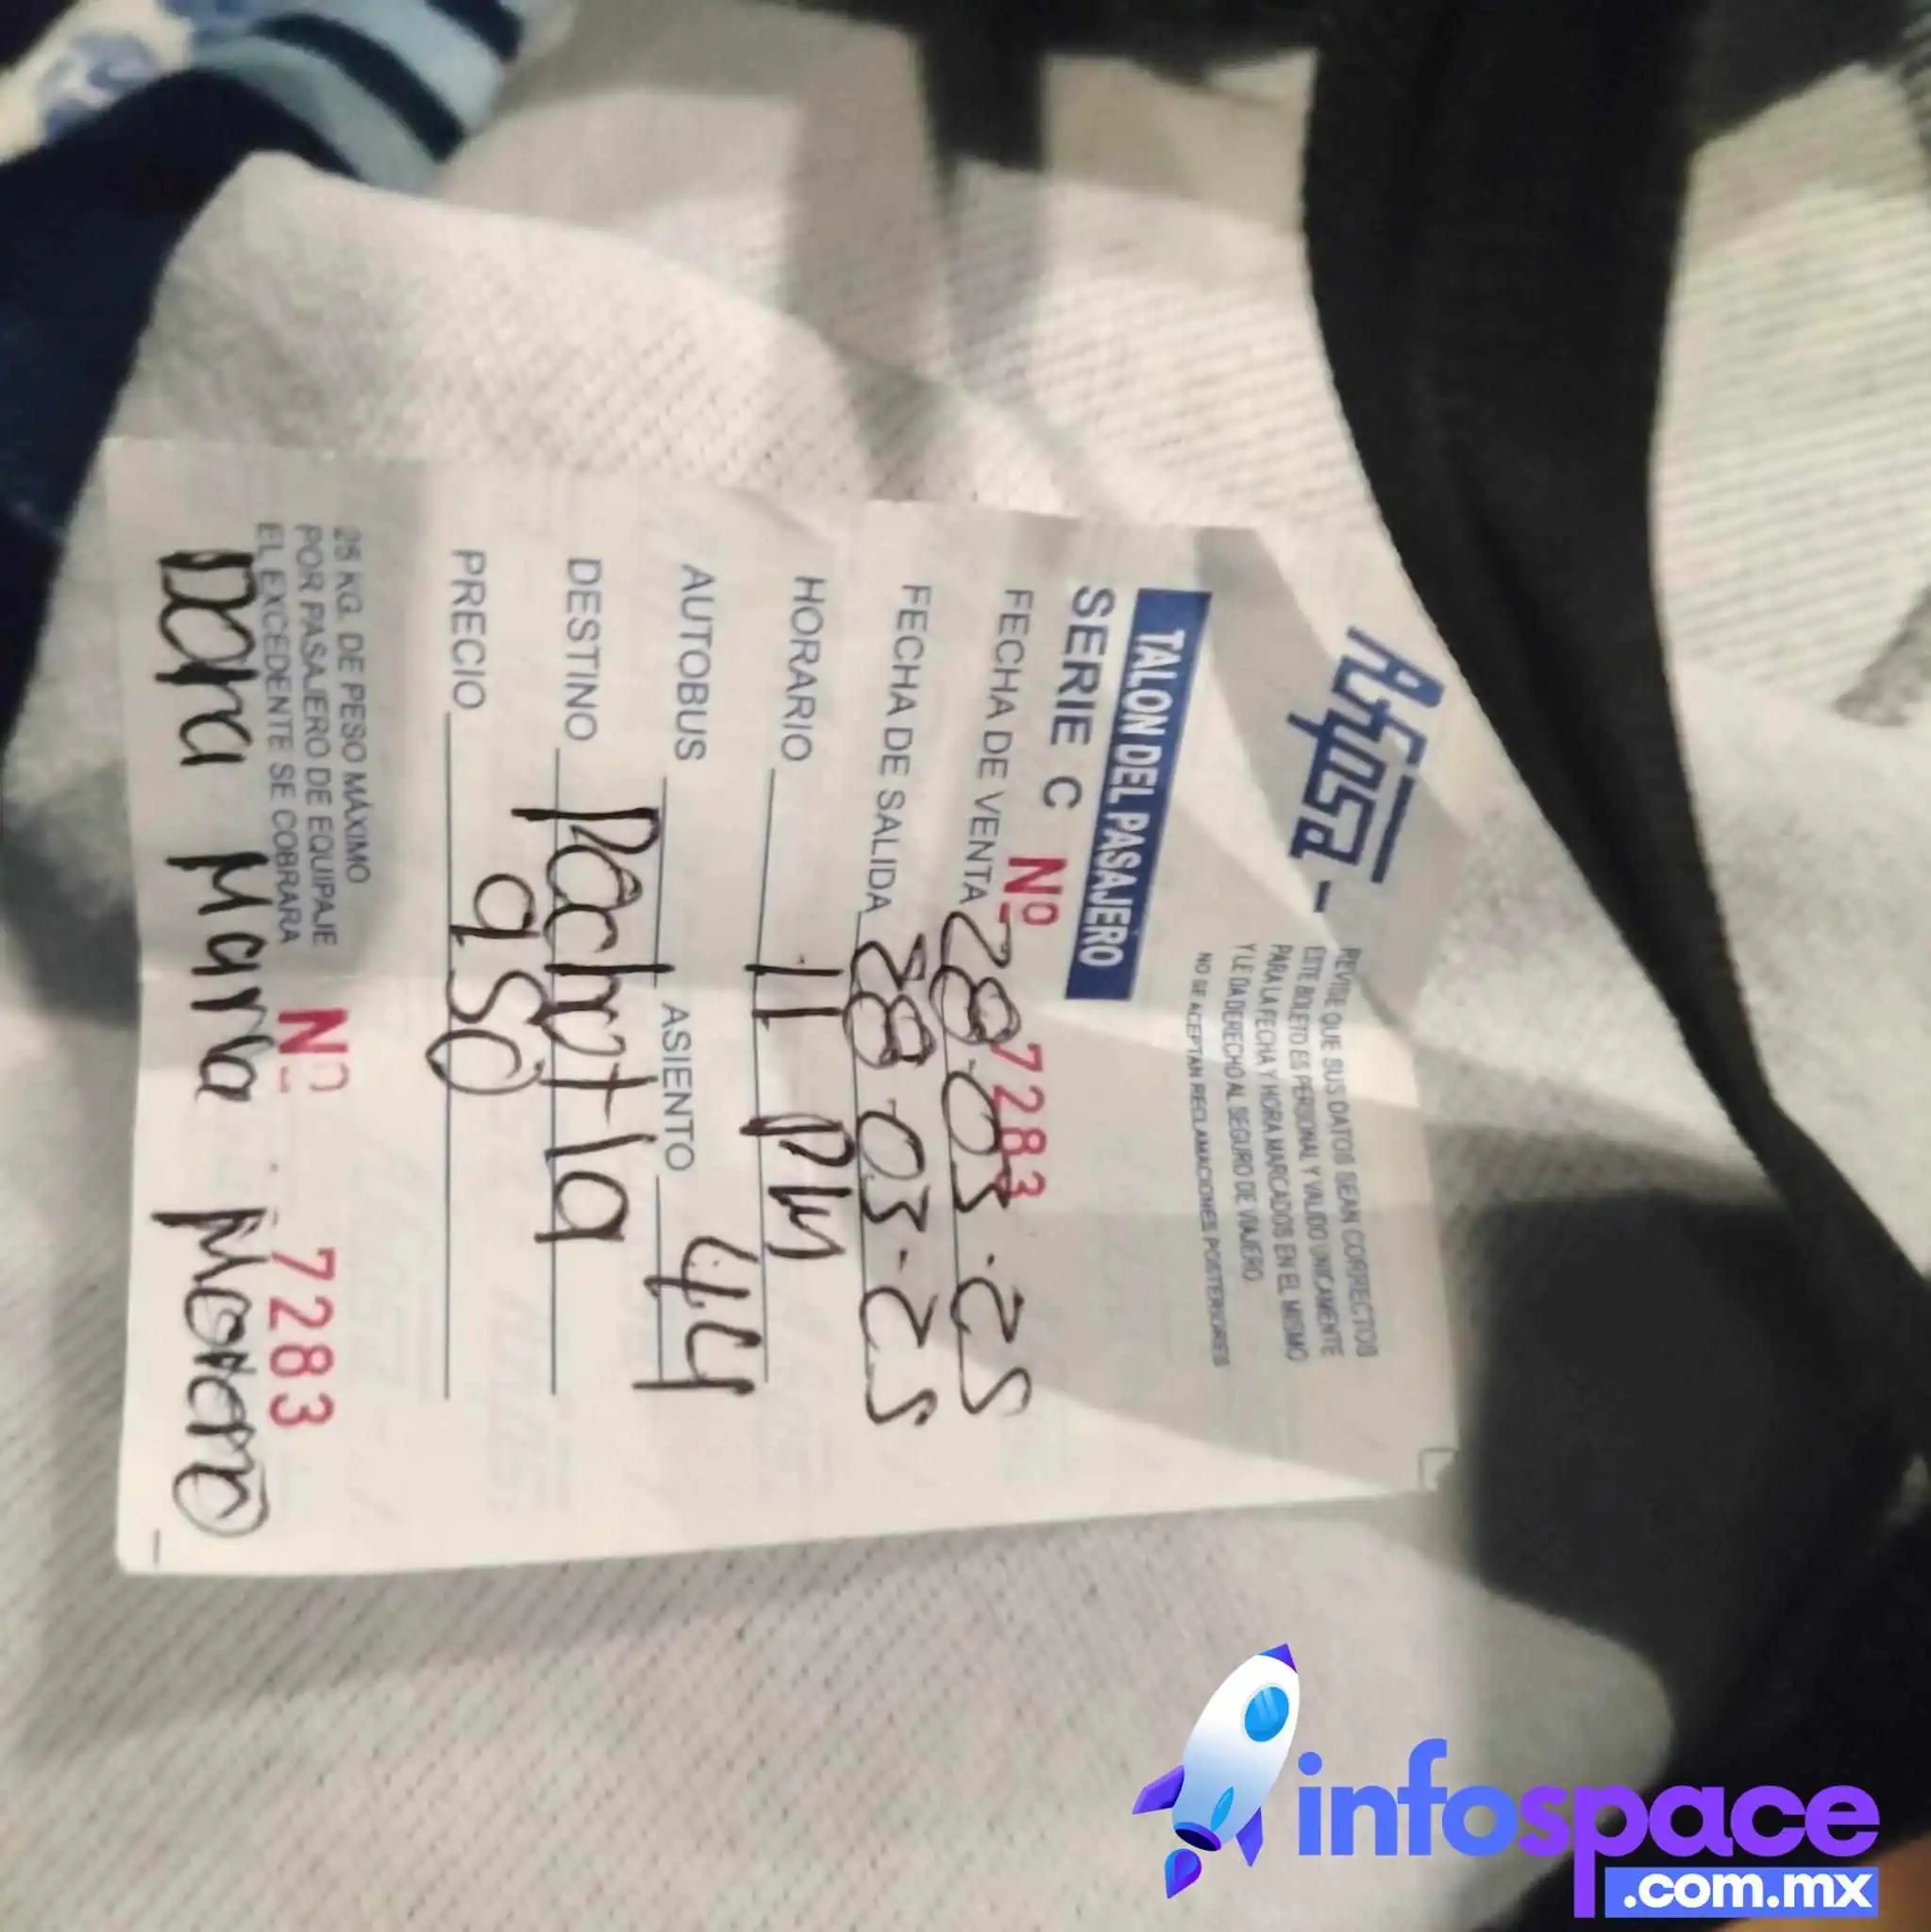 Afosa-
REVISE QUE SUS DATOS SEAN CORRECTOS
ESTE BOLETO ES PERSONAL Y VALIDO UNICAMENTE
PARA LA FECHA Y HORA MARCADOS EN EL MISMO
Y LE DA DERECHO AL SEGURO DE VIAJERO.
NO SE ACEPTAN RECLAMACIONES POSTERIORES
TALON DEL PASAJERO
SERIE C Nº 7283
FECHA DE VENTA 28.03.25
FECHA DE SALIDA 28 03-25
HORARIO 11 PM
AUTOBUS ASIENTO 44
DESTINO Pochutla
PRECIO 950
25 KG. DE PESO MÁXIMO
POR PASAJERO DE EQUIPAJE
EL EXCEDENTE SE COBRARA Nº 7283
Dana Maria
infospace
.com.mx